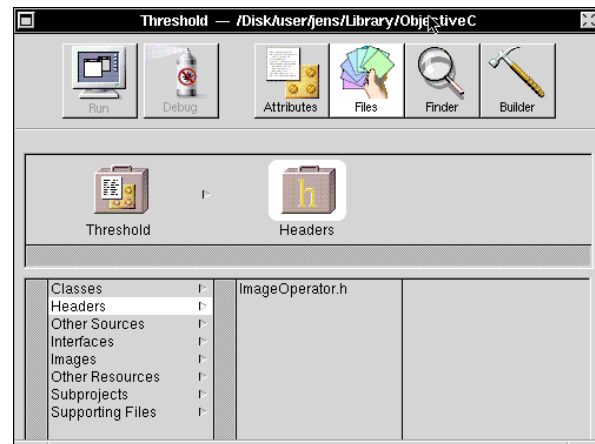 Threshold — /Disk/user/jens/Library/ObjectiveC
Run Debug Attributes Files Finder Builder
Threshold Headers
h
Classes
Headers
Other Sources
Interfaces
Images
Other Resources
Subprojects
Supporting Files
ImageOperator.h